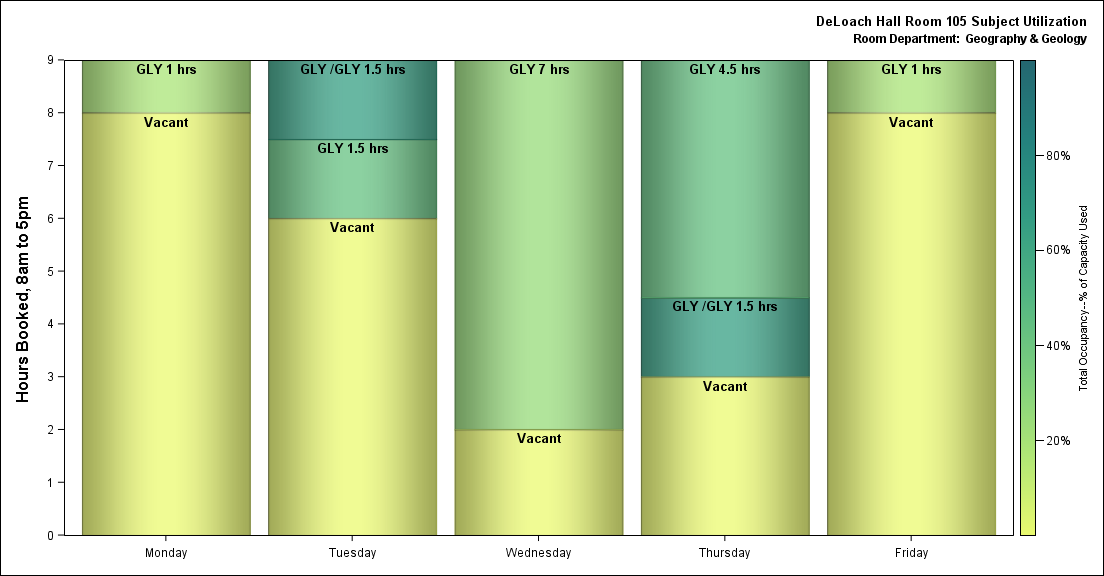 DeLoach Hall Room 105 Subject Utilization
Room Department:  Geography & Geology
Hours Booked, 8am to 5pm
9
8
7
6
5
4
3
2
1
0
GLY 1 hrs
Vacant
GLY /GLY 1.5 hrs
GLY 1.5 hrs
Vacant
GLY 7 hrs
Vacant
GLY 4.5 hrs
GLY /GLY 1.5 hrs
Vacant
GLY 1 hrs
Vacant
Monday
Tuesday
Wednesday
Thursday
Friday
80%
60%
40%
20%
Total Occupancy--% of Capacity Used